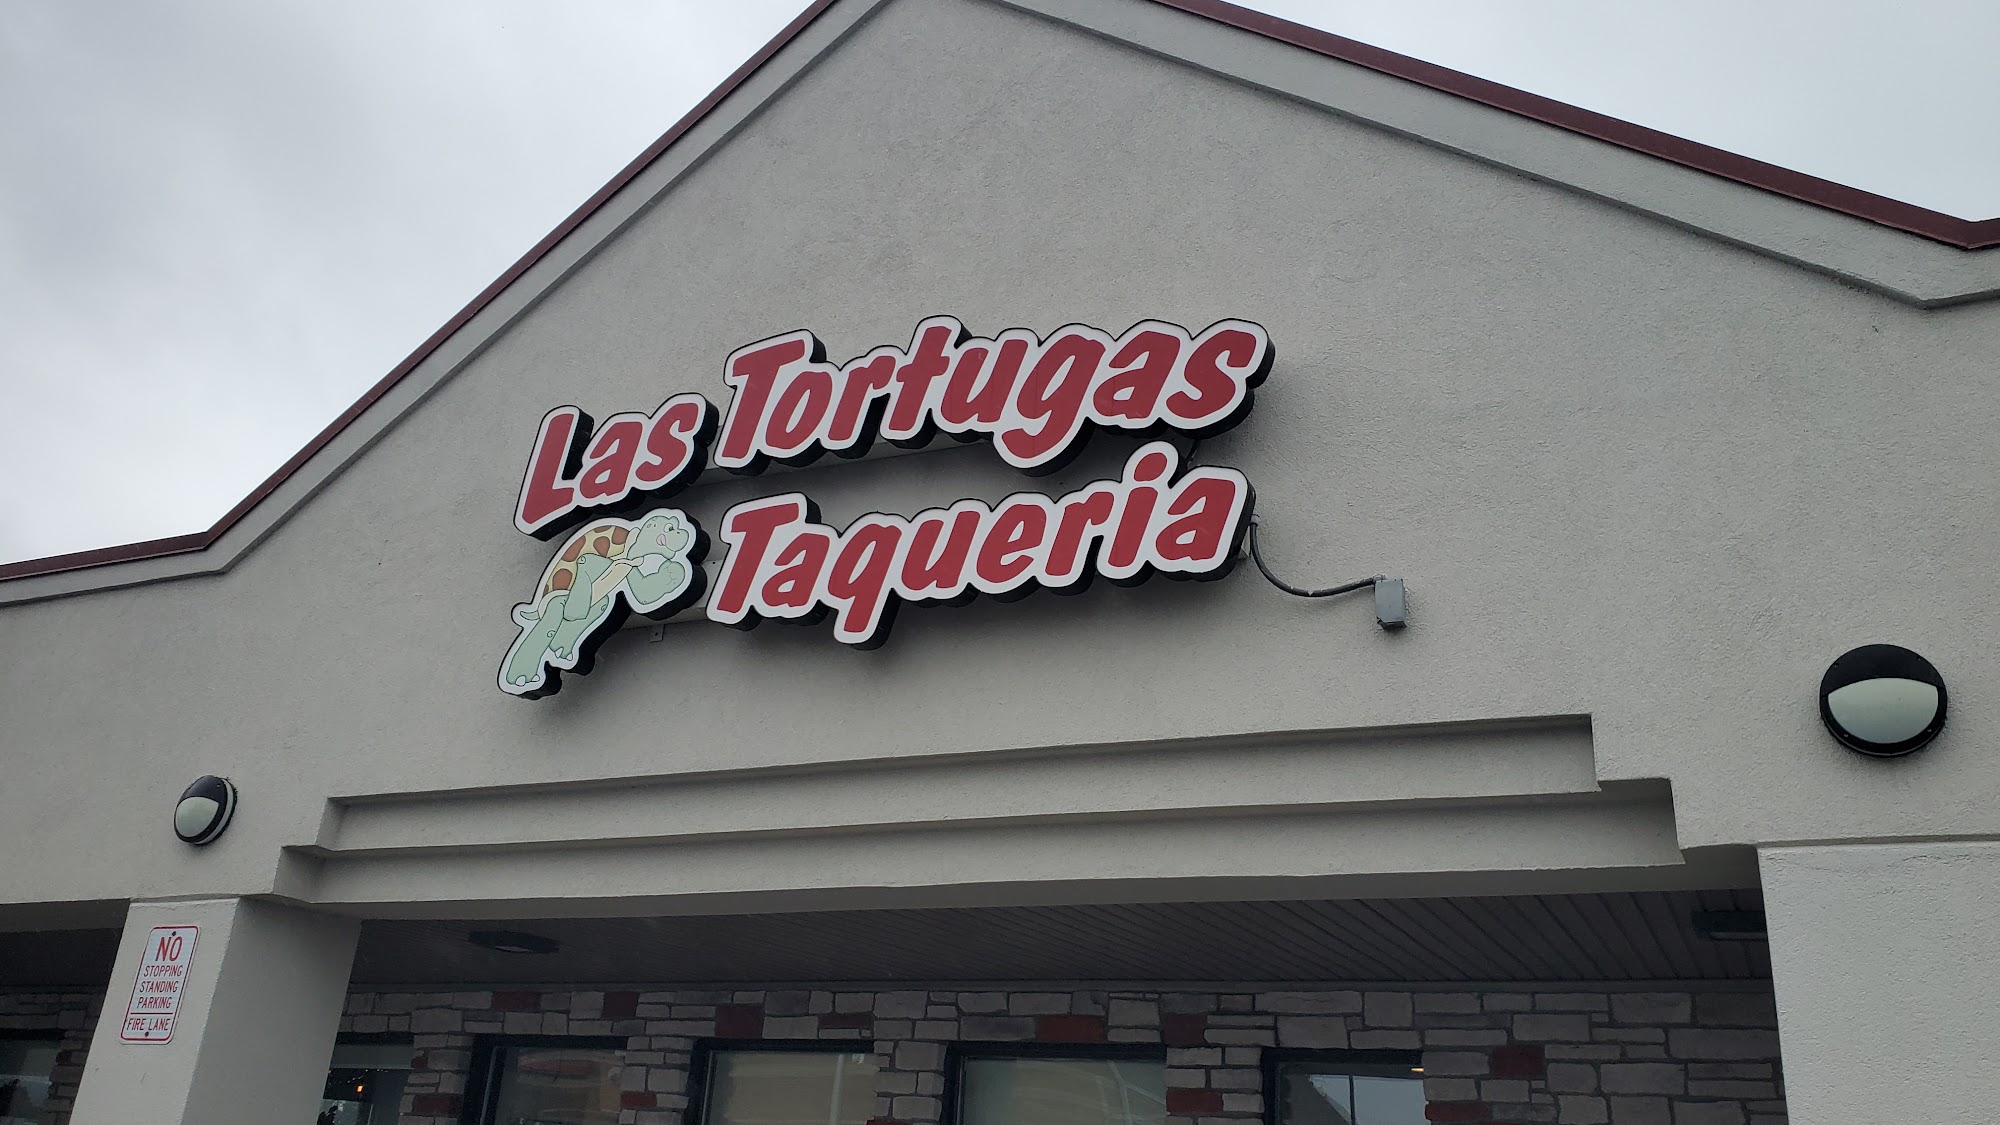 Las Tortugas
Taqueria
NO
STOPPING
STANDING
PARKING
FIRE LANE